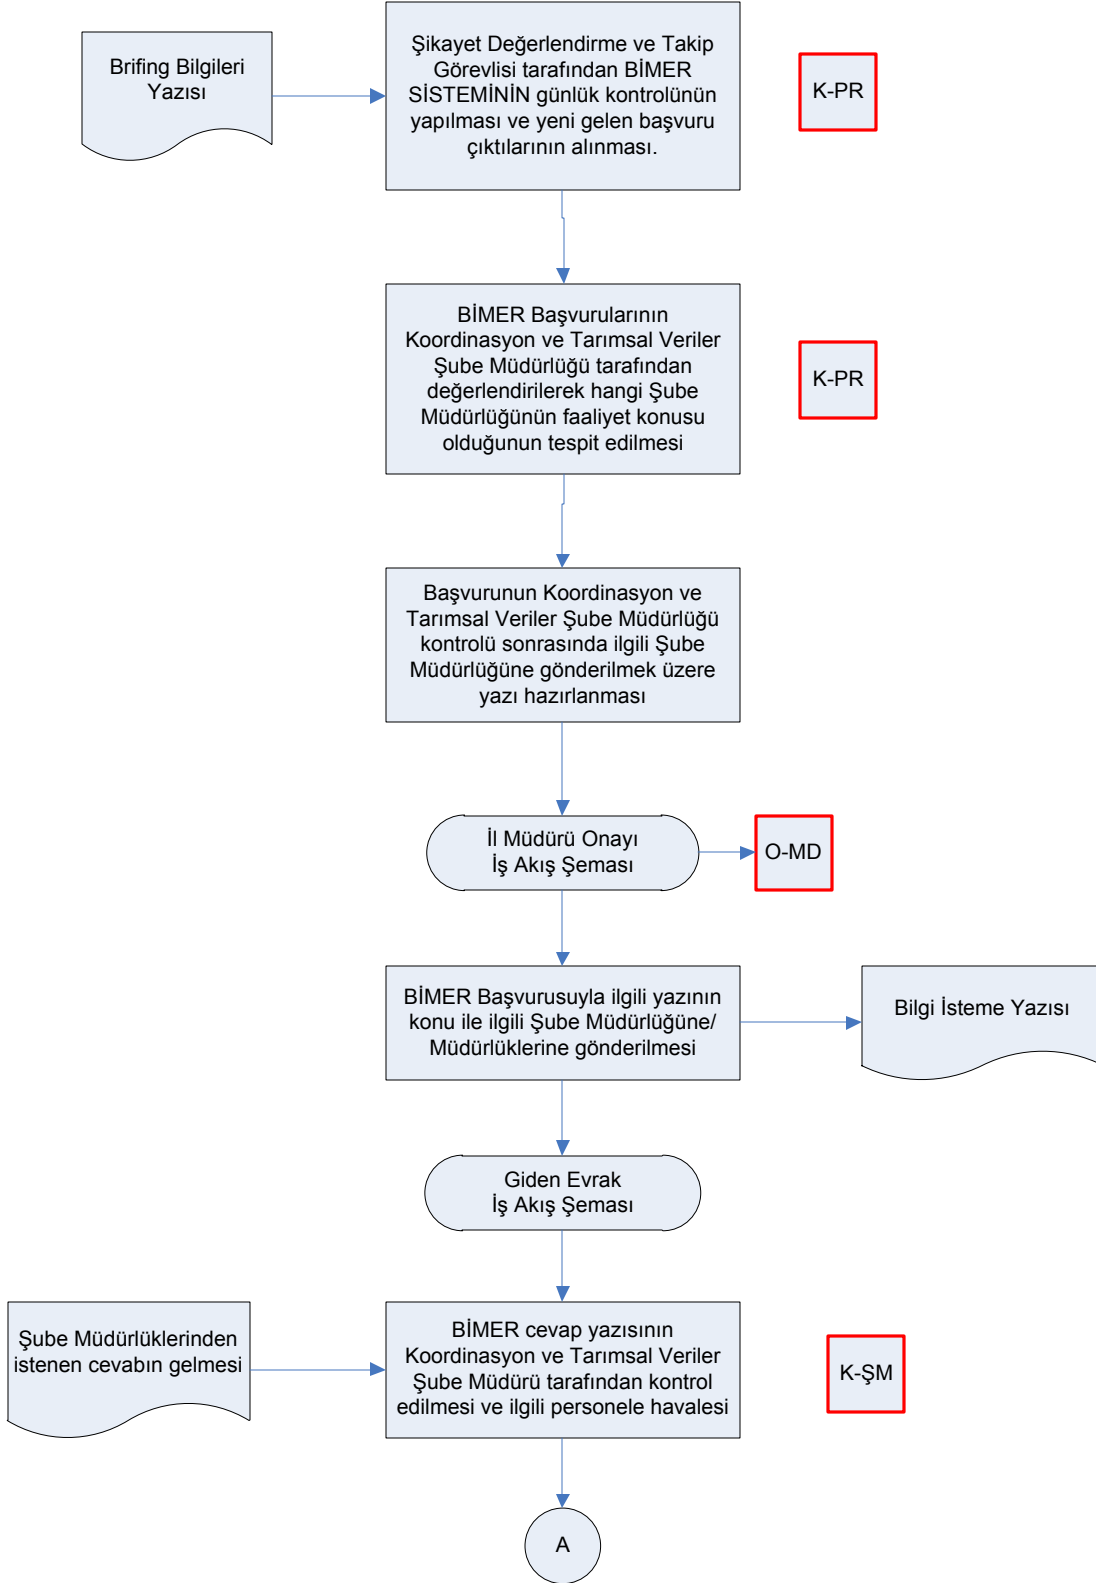 Brifing Bilgileri
Yazısı
Şikayet Değerlendirme ve Takip
Görevlisi tarafından BİMER
SİSTEMİNİN günlük kontrolünün
yapılması ve yeni gelen başvuru
çıktılarının alınması.
K-PR
BİMER Başvurularının
Koordinasyon ve Tarımsal Veriler
Şube Müdürlüğü tarafından
değerlendirilerek hangi Şube
Müdürlüğünün faaliyet konusu
olduğunun tespit edilmesi
K-PR
Başvurunun Koordinasyon ve
Tarımsal Veriler Şube Müdürlüğü
kontrolü sonrasında ilgili Şube
Müdürlüğüne gönderilmek üzere
yazı hazırlanması
İl Müdürü Onayı
İş Akış Şeması
O-MD
BİMER Başvurusuyla ilgili yazının
konu ile ilgili Şube Müdürlüğüne/
Müdürlüklerine gönderilmesi
Bilgi İsteme Yazısı
Giden Evrak
İş Akış Şeması
Şube Müdürlüklerinden
istenen cevabın gelmesi
BİMER cevap yazısının
Koordinasyon ve Tarımsal Veriler
Şube Müdürü tarafından kontrol
edilmesi ve ilgili personele havalesi
K-ŞM
A